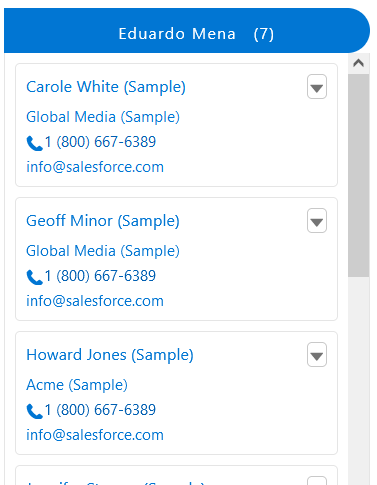 Eduardo Mena (7)
Carole White (Sample)
Global Media (Sample)
1 (800) 667-6389
info@salesforce.com
Geoff Minor (Sample)
Global Media (Sample)
1 (800) 667-6389
info@salesforce.com
Howard Jones (Sample)
Acme (Sample)
1 (800) 667-6389
info@salesforce.com